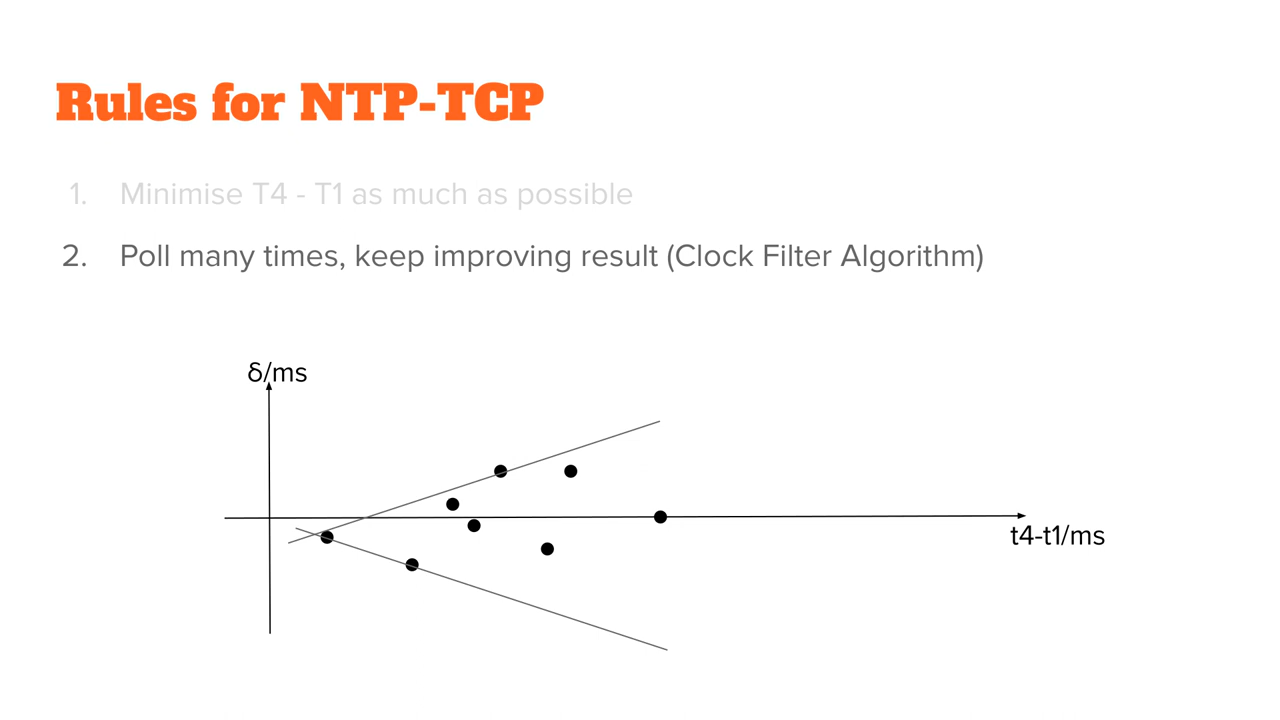 Rules for NTP-TCP
1. Minimise T4 - T1 as much as possible
2. Poll many times, keep improving result (Clock Filter Algorithm)
δ/ms
t4-t1/ms